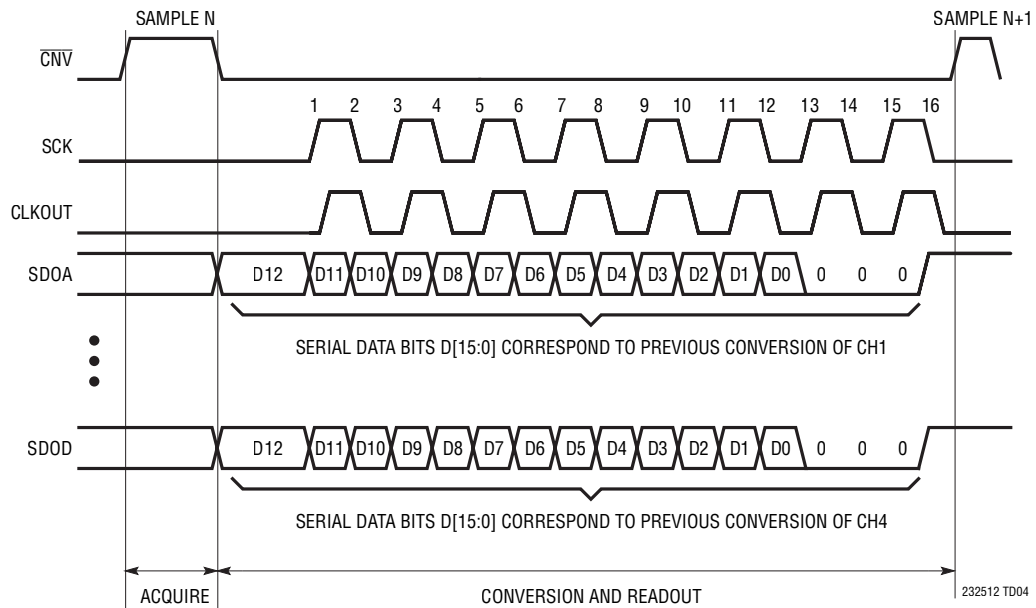 SAMPLE N
SAMPLE N+1
CNV
1 2 3 4 5 6 7 8 9 10 11 12 13 14 15 16
SCK
CLKOUT
SDOA D12 D11 D10 D9 D8 D7 D6 D5 D4 D3 D2 D1 D0 0 0 0
SERIAL DATA BITS D[15:0] CORRESPOND TO PREVIOUS CONVERSION OF CH1
SDOD D12 D11 D10 D9 D8 D7 D6 D5 D4 D3 D2 D1 D0 0 0 0
SERIAL DATA BITS D[15:0] CORRESPOND TO PREVIOUS CONVERSION OF CH4
ACQUIRE CONVERSION AND READOUT 232512 TD04